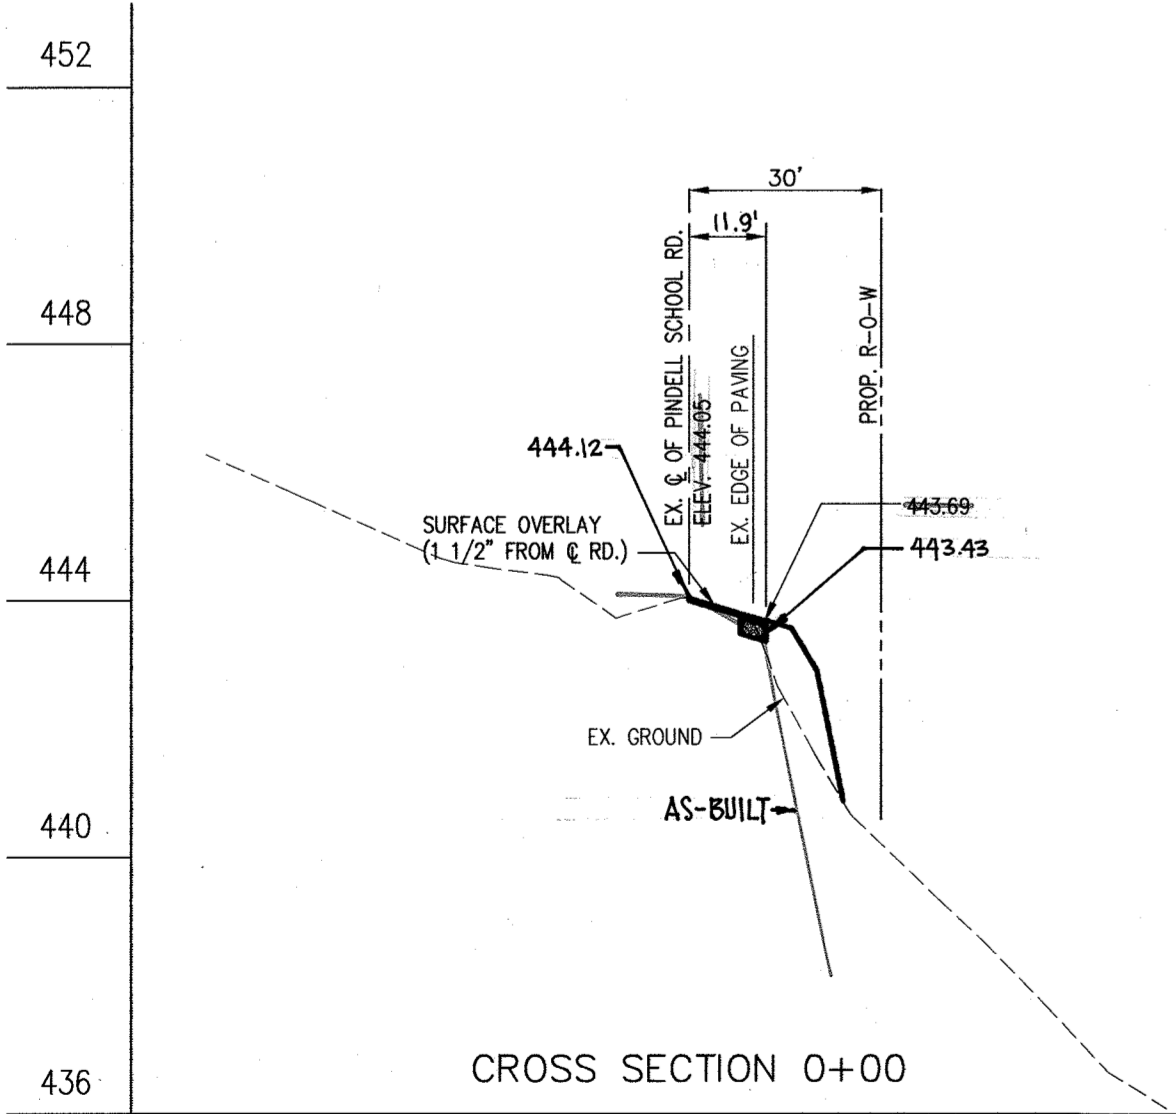 452
448
444
440
436
30'
11.9'
EX. ℄ OF PINDELL SCHOOL RD.
ELEV. 444.05
EX. EDGE OF PAVING
PROP. R-O-W
444.12
443.69
443.43
SURFACE OVERLAY
(1 1/2" FROM ℄ RD.)
EX. GROUND
AS-BUILT
CROSS SECTION 0+00